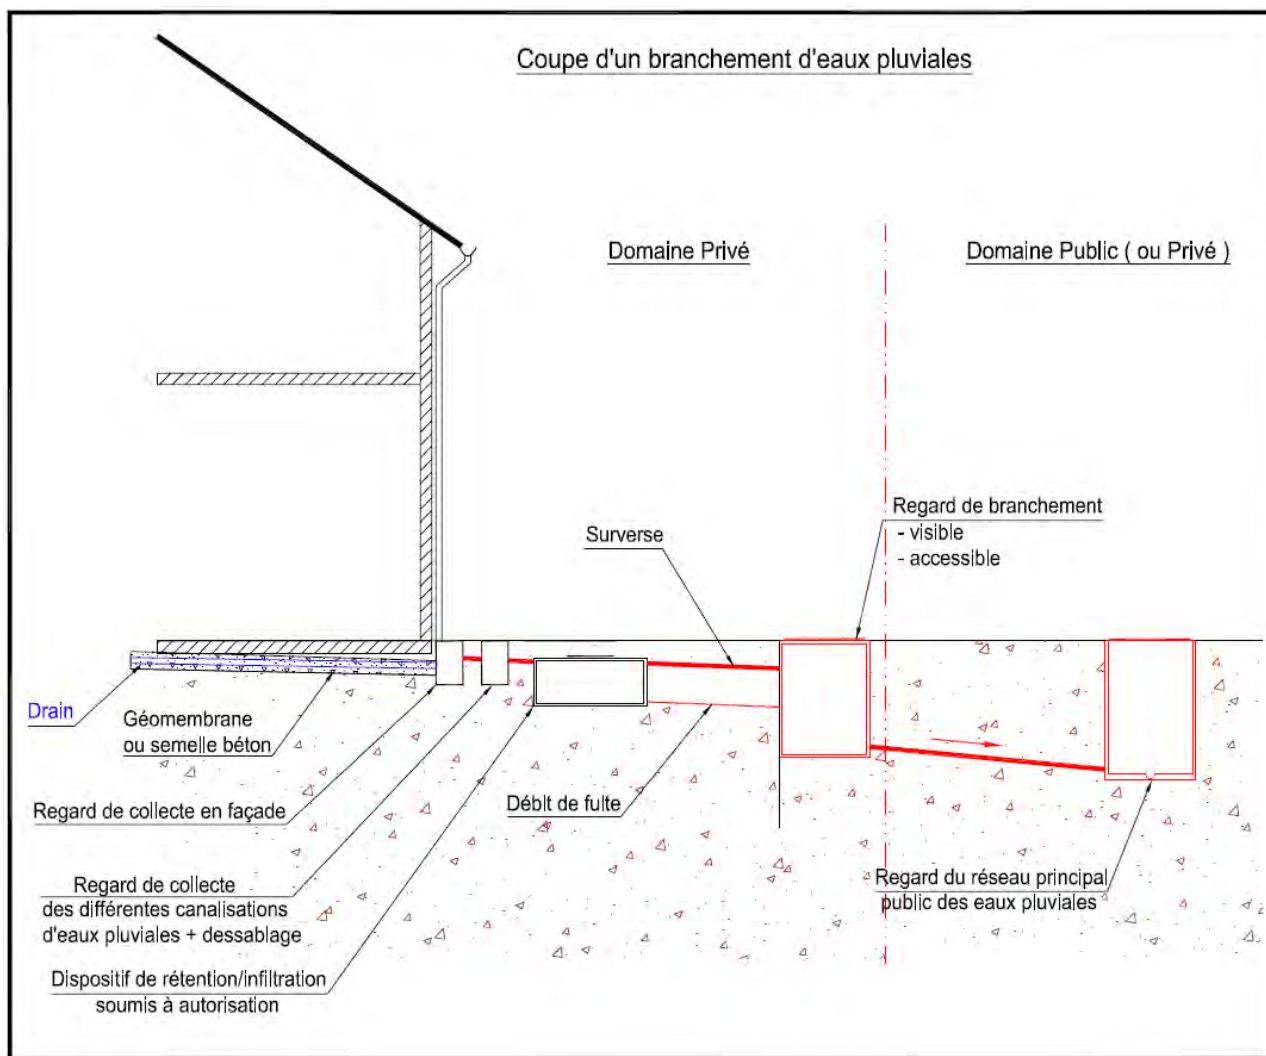 Coupe d'un branchement d'eaux pluviales
Domaine Privé
Domaine Public ( ou Privé )
Regard de branchement
- visible
- accessible
Surverse
Drain
Géomembrane
ou semelle béton
Regard de collecte en façade
Débit de fuite
Regard de collecte
des différentes canalisations
d'eaux pluviales + dessablage
Regard du réseau principal
public des eaux pluviales
Dispositif de rétention/infiltration
soumis à autorisation